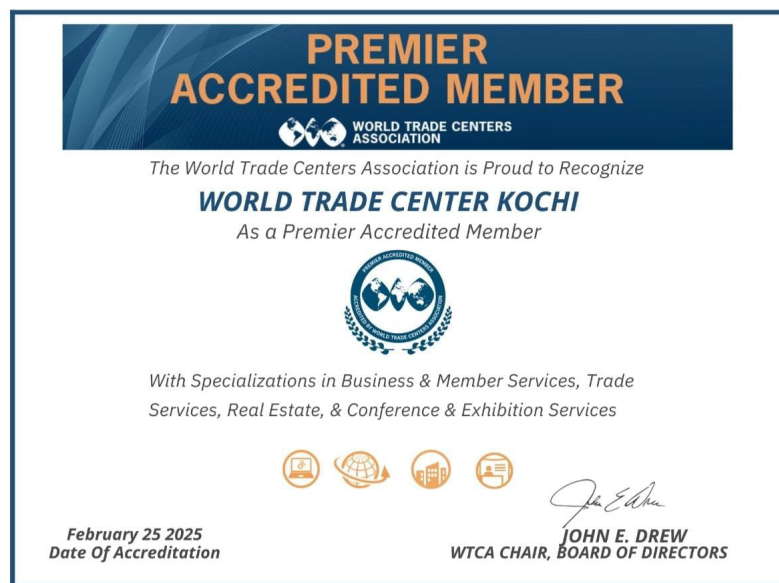 PREMIER
ACCREDITED MEMBER
WORLD TRADE CENTERS
ASSOCIATION
The World Trade Centers Association is Proud to Recognize
WORLD TRADE CENTER KOCHI
As a Premier Accredited Member
PREMIER ACCREDITED MEMBER
ACCREDITED BY WORLD TRADE CENTERS ASSOCIATION
With Specializations in Business & Member Services, Trade
Services, Real Estate, & Conference & Exhibition Services
John E Drew
February 25 2025
Date Of Accreditation
JOHN E. DREW
WTCA CHAIR, BOARD OF DIRECTORS